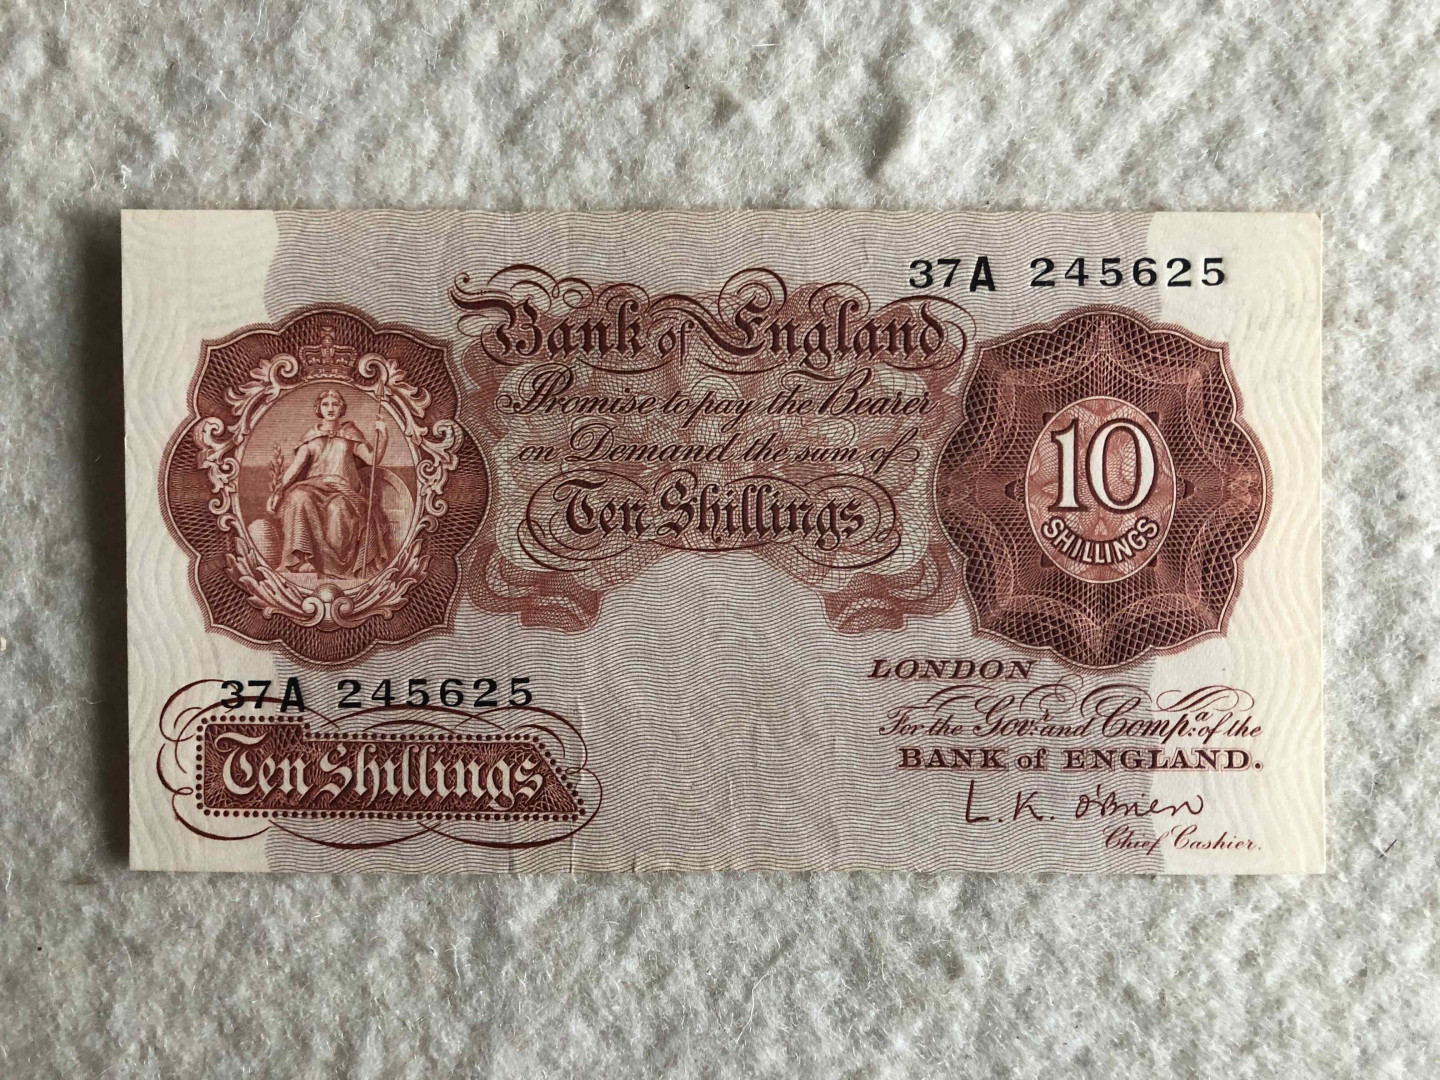 37A 245625
Bank of England
Promise to pay the Bearer
on Demand the sum of
Ten Shillings
10
SHILLINGS
37A 245625
Ten Shillings
LONDON
For the Govr. and Compa. of the
BANK of ENGLAND.
L. K. O'Brien
Chief Cashier.